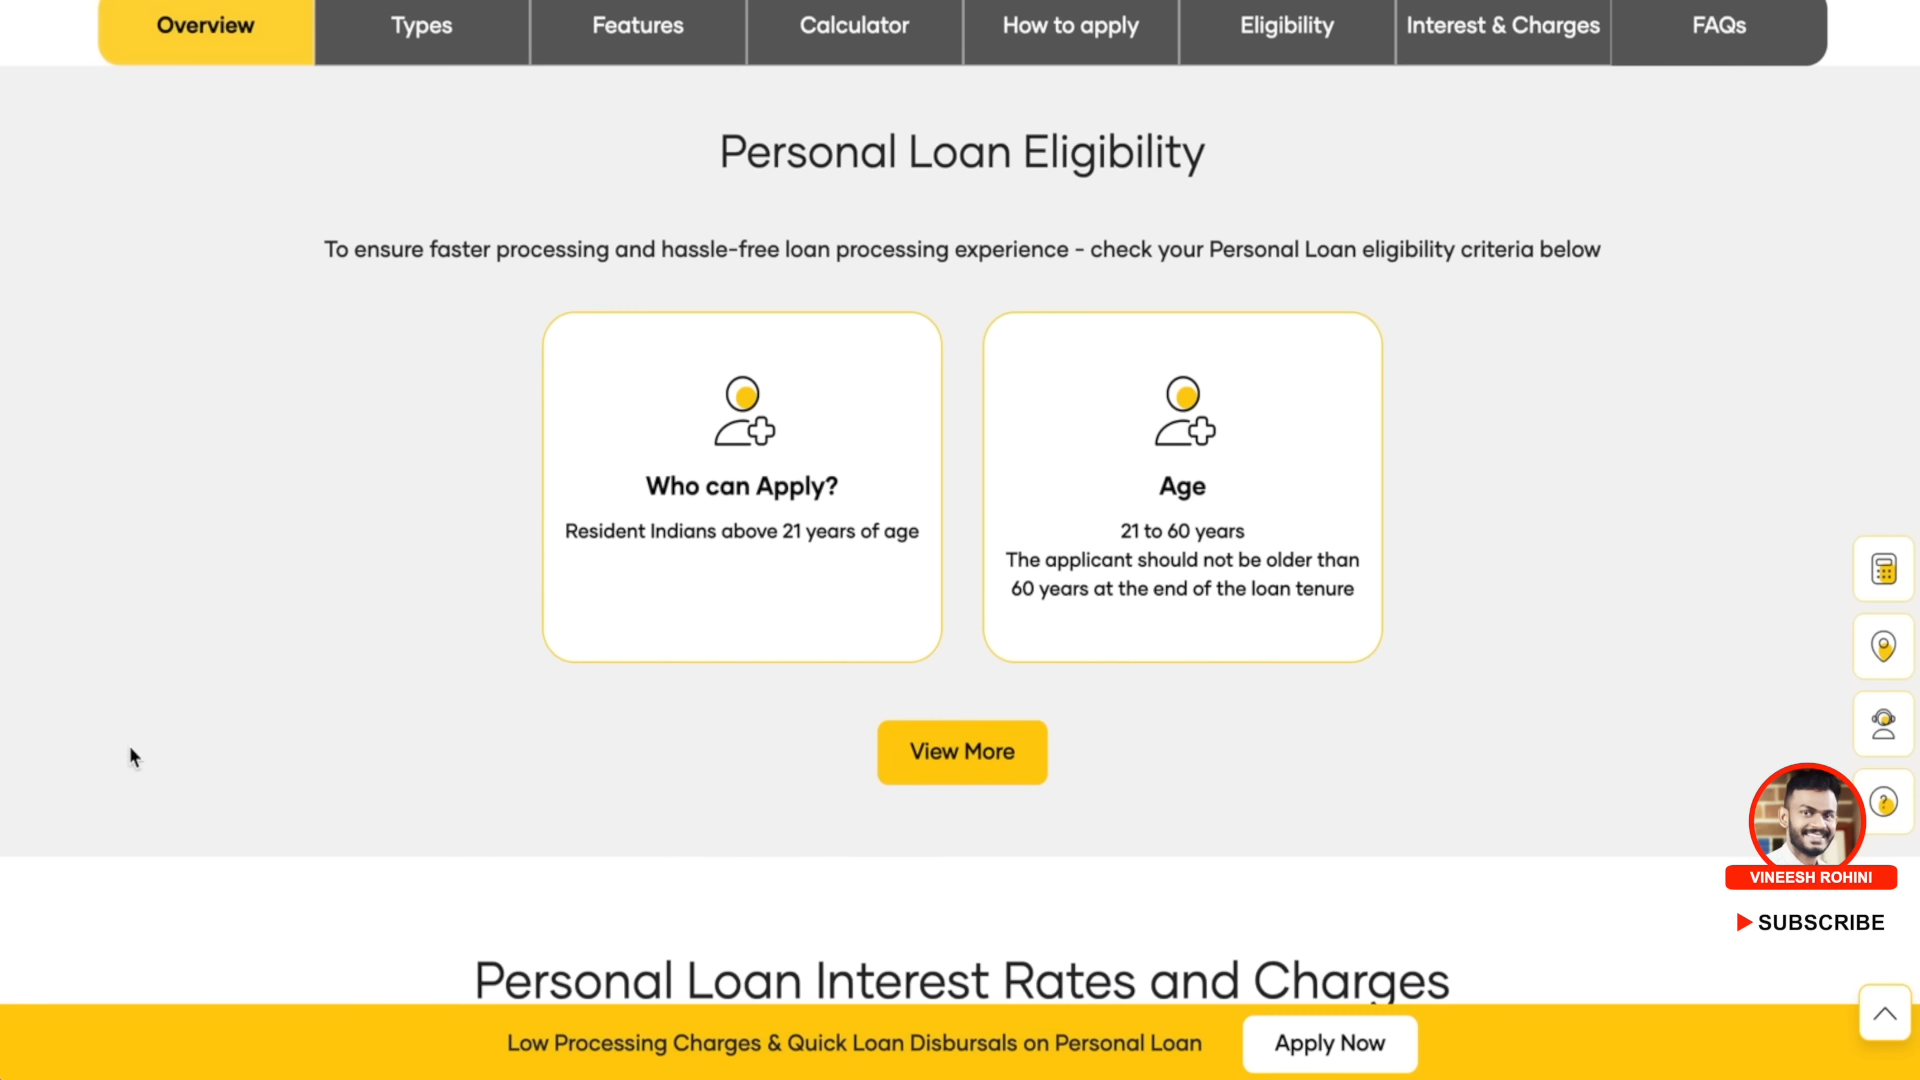 Overview
Types
Features
Calculator
How to apply
Eligibility
Interest & Charges
FAQs
Personal Loan Eligibility
To ensure faster processing and hassle-free loan processing experience - check your Personal Loan eligibility criteria below
Who can Apply?
Resident Indians above 21 years of age
Age
21 to 60 years
The applicant should not be older than
60 years at the end of the loan tenure
View More
?
VINEESH ROHINI
SUBSCRIBE
Personal Loan Interest Rates and Charges
Low Processing Charges & Quick Loan Disbursals on Personal Loan
Apply Now